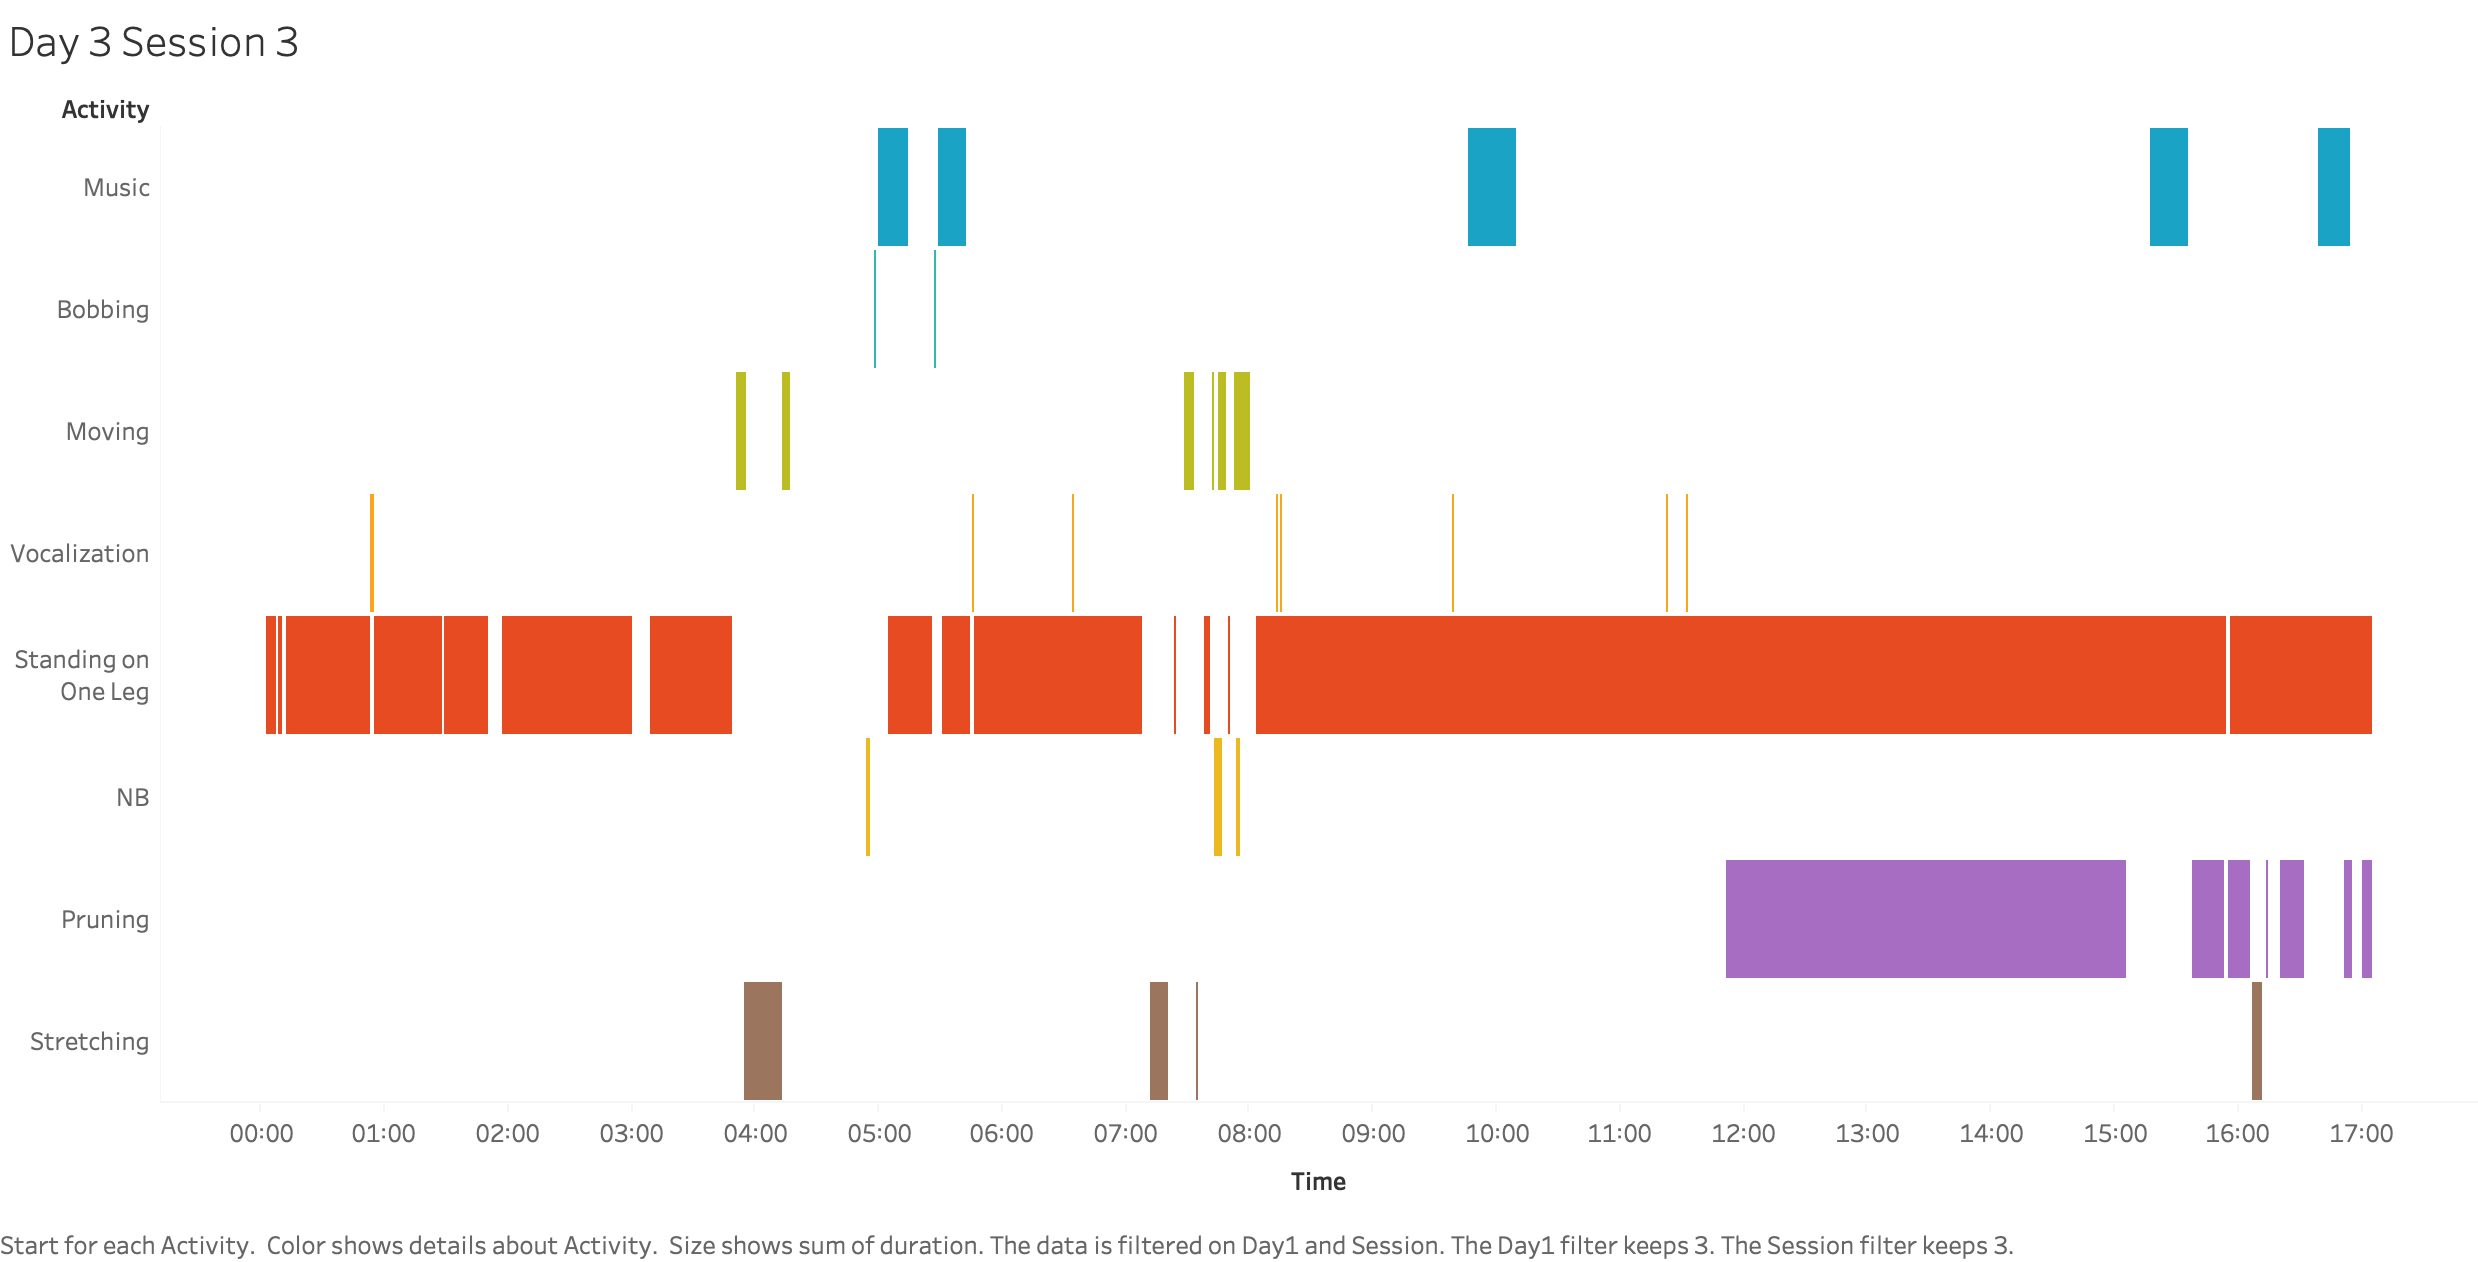 Day 3 Session 3
Activity
Music
Bobbing
Moving
Vocalization
Standing on
One Leg
NB
Pruning
Stretching
00:00 01:00 02:00 03:00 04:00 05:00 06:00 07:00 08:00 09:00 10:00 11:00 12:00 13:00 14:00 15:00 16:00 17:00
Time
Start for each Activity.  Color shows details about Activity.  Size shows sum of duration. The data is filtered on Day1 and Session. The Day1 filter keeps 3. The Session filter keeps 3.